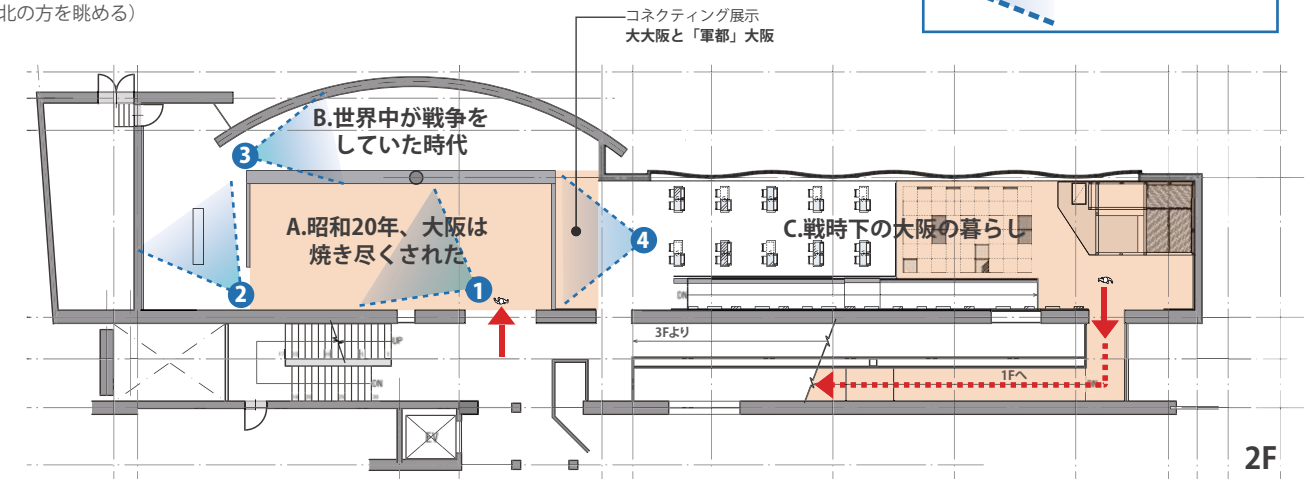 北の方を眺める）
コネクティング展示
大大阪と「軍都」大阪
B.世界中が戦争を
していた時代
3
A.昭和20年、大阪は
焼き尽くされた
4
C.戦時下の大阪の暮らし
2
1
DN
3Fより
UP
DN
1Fへ
EV
2F